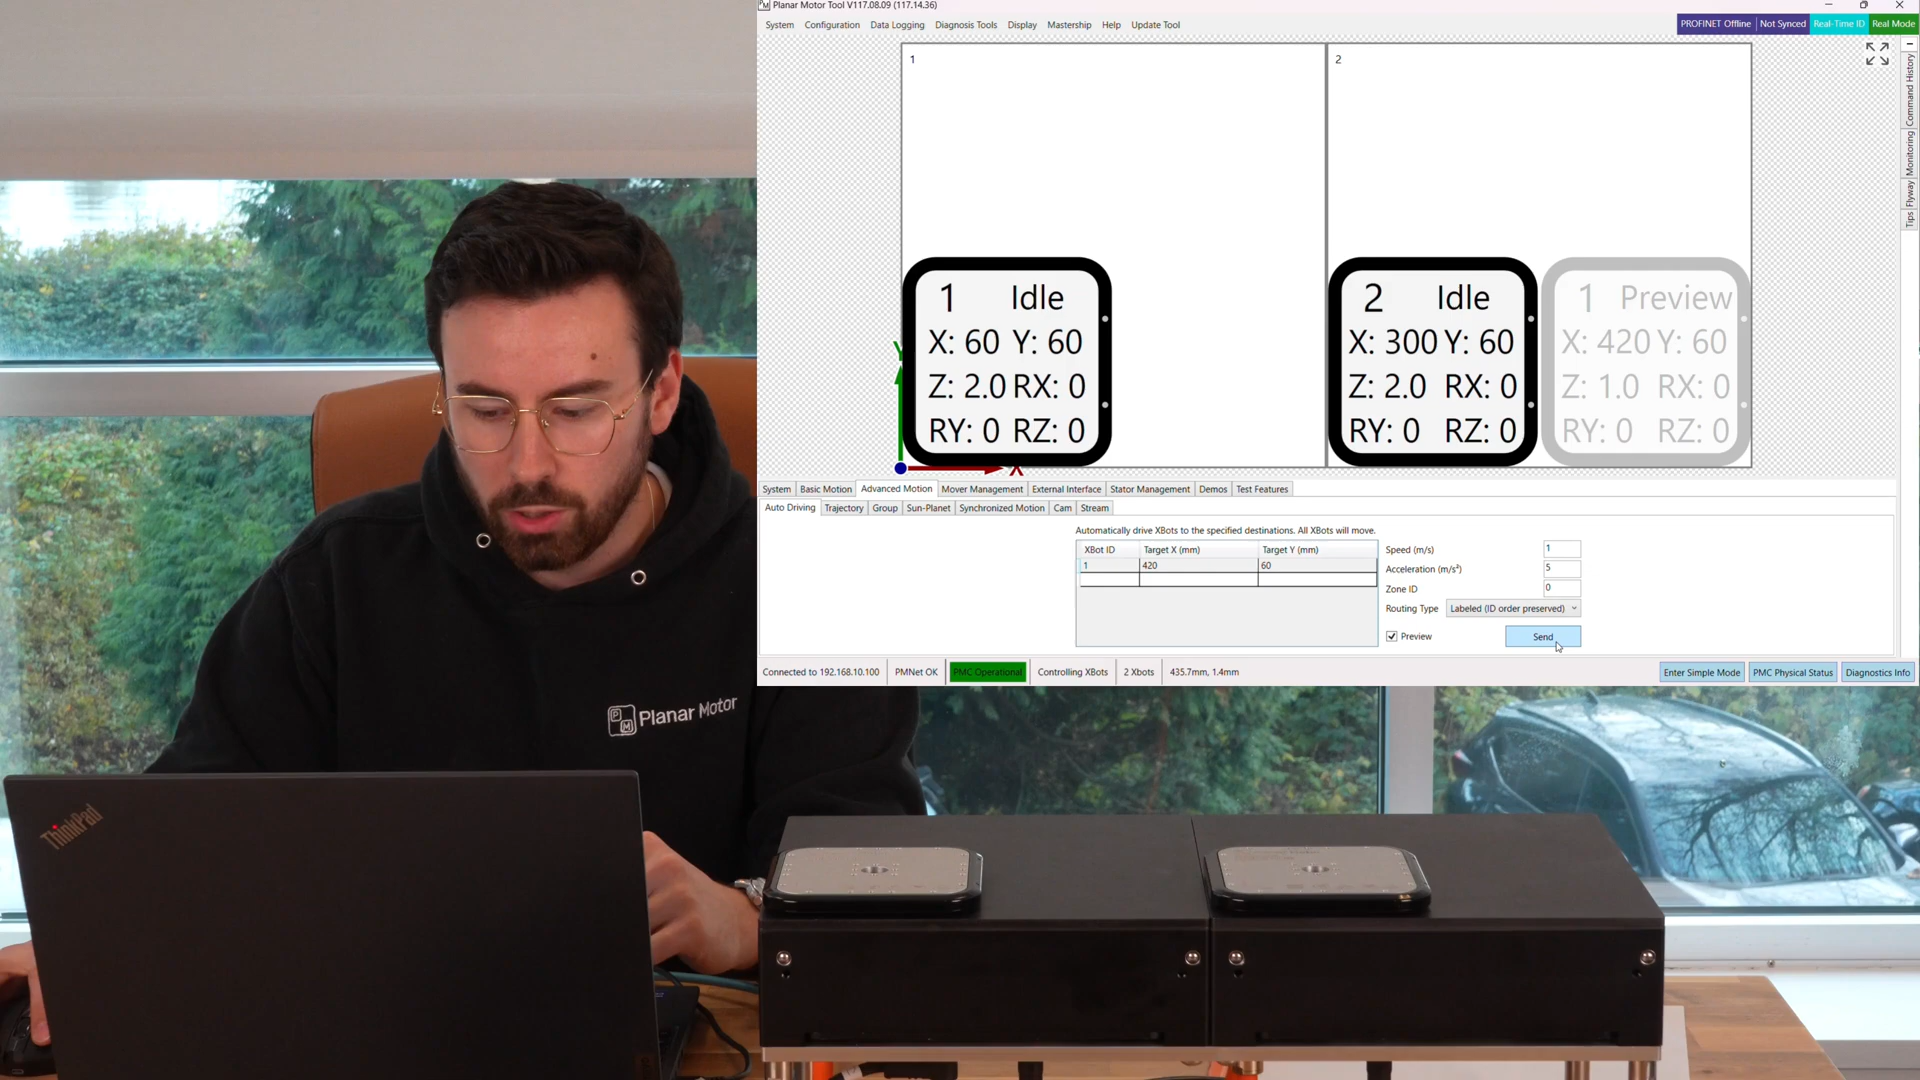 Planar Motor Tool V117.08.09 (117.14.36)
System Configuration Data Logging Diagnosis Tools Display Mastership Help Update Tool
PROFINET Offline Not Synced Real-Time ID Real Mode
1
2
Command History
Monitoring
Flyway
Tips
1 Idle
X: 60 Y: 60
Z: 2.0 RX: 0
RY: 0 RZ: 0
2 Idle
X: 300 Y: 60
Z: 2.0 RX: 0
RY: 0 RZ: 0
1 Preview
X: 420 Y: 60
Z: 1.0 RX: 0
RY: 0 RZ: 0
Y
X
System Basic Motion Advanced Motion Mover Management External Interface Stator Management Demos Test Features
Auto Driving Trajectory Group Sun-Planet Synchronized Motion Cam Stream
Automatically drive XBots to the specified destinations. All XBots will move.
XBot ID Target X (mm) Target Y (mm)
1 420 60
Speed (m/s) 1
Acceleration (m/s²) 5
Zone ID 0
Routing Type Labeled (ID order preserved)
Preview Send
Connected to 192.168.10.100 PMNet OK PMC Operational Controlling XBots 2 Xbots 435.7mm, 1.4mm
Enter Simple Mode PMC Physical Status Diagnostics Info
PM Planar Motor
ThinkPad